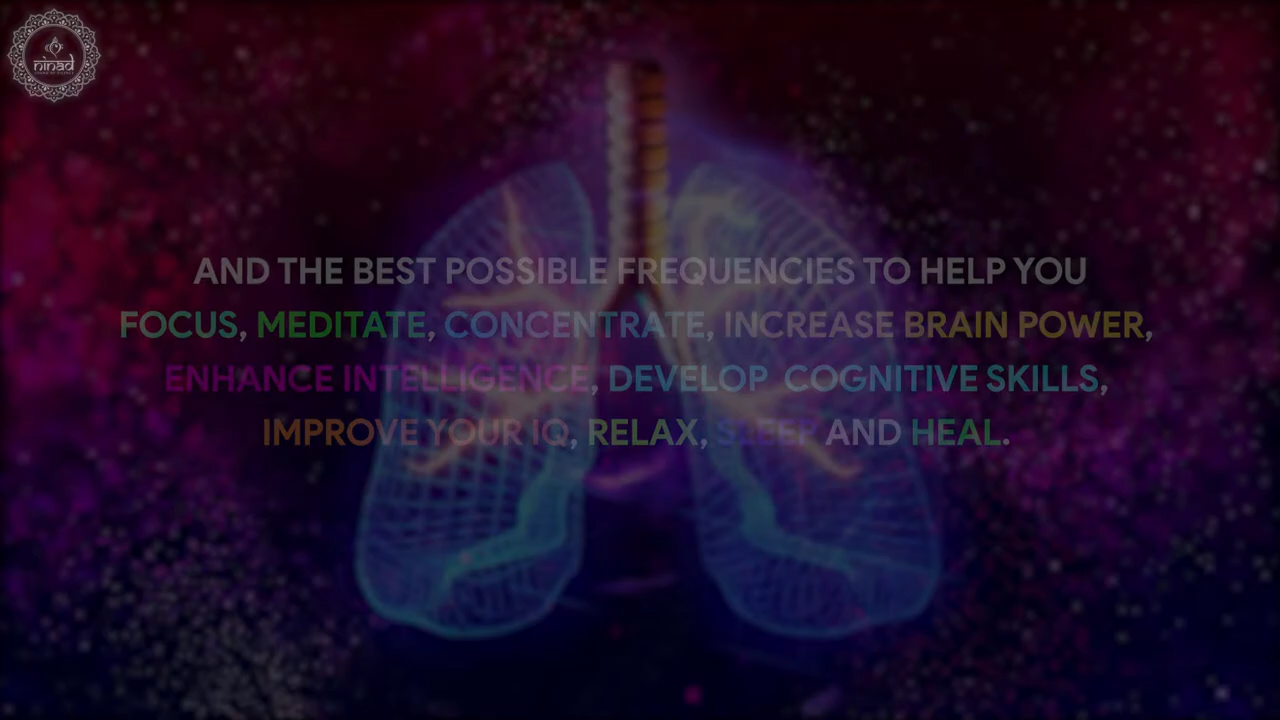 ninad
AND THE BEST POSSIBLE FREQUENCIES TO HELP YOU
FOCUS, MEDITATE, CONCENTRATE, INCREASE BRAIN POWER,
ENHANCE INTELLIGENCE, DEVELOP COGNITIVE SKILLS,
IMPROVE YOUR IQ, RELAX, SLEEP AND HEAL.